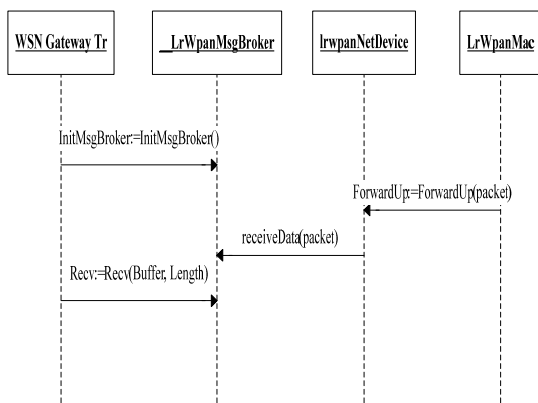 WSN Gateway Tr
__LrWpanMsgBroker
lrwpanNetDevice
LrWpanMac
InitMsgBroker:=InitMsgBroker()
ForwardUp:=ForwardUp(packet)
receiveData(packet)
Recv:=Recv(Buffer, Length)